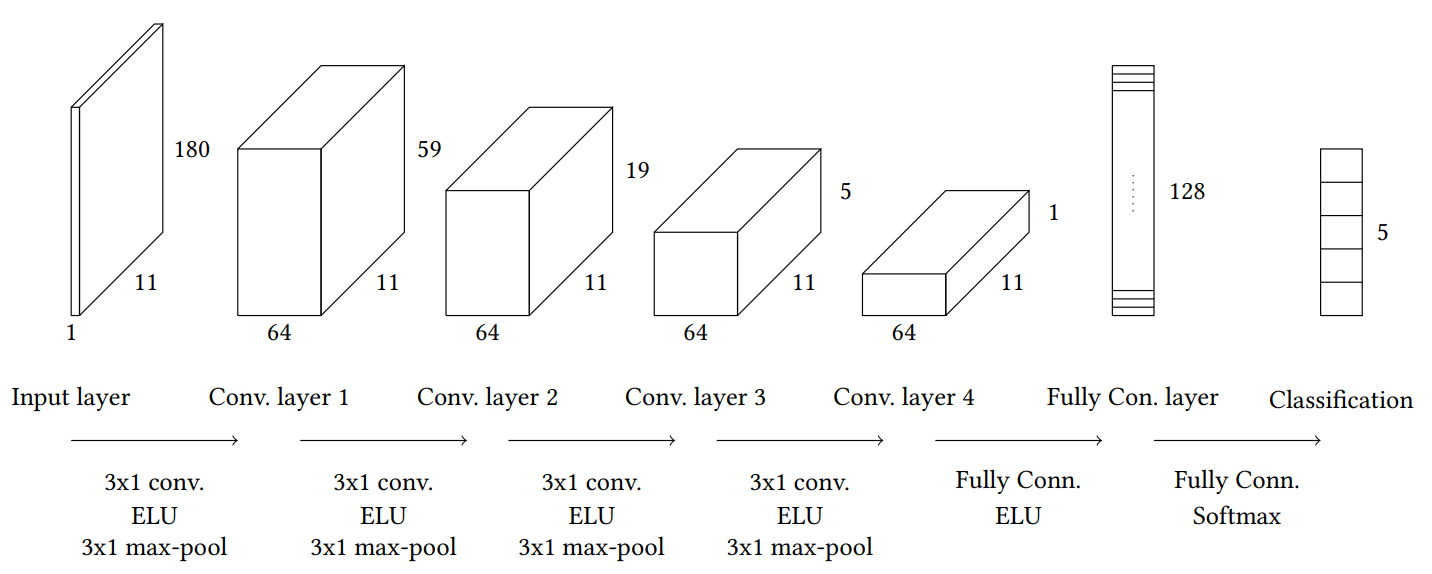 180
11
1
59
11
64
19
11
64
5
11
64
1
11
64
128
5
Input layer
Conv. layer 1
Conv. layer 2
Conv. layer 3
Conv. layer 4
Fully Con. layer
Classification
3x1 conv.
ELU
3x1 max-pool
3x1 conv.
ELU
3x1 max-pool
3x1 conv.
ELU
3x1 max-pool
3x1 conv.
ELU
3x1 max-pool
Fully Conn.
ELU
Fully Conn.
Softmax